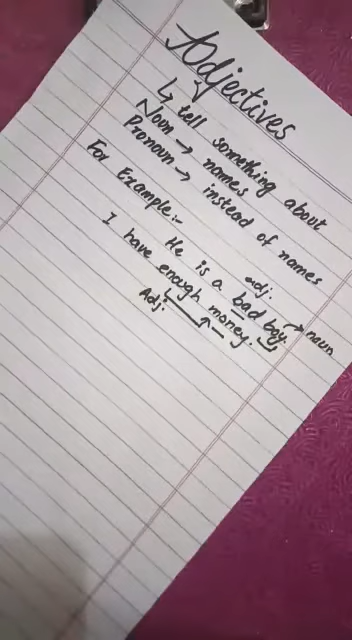 Adjectives
↳ tell something about
Noun → names
Pronoun → instead of names
For Example:-
adj.
He is a bad boy. → noun
I have enough money.
Adj.